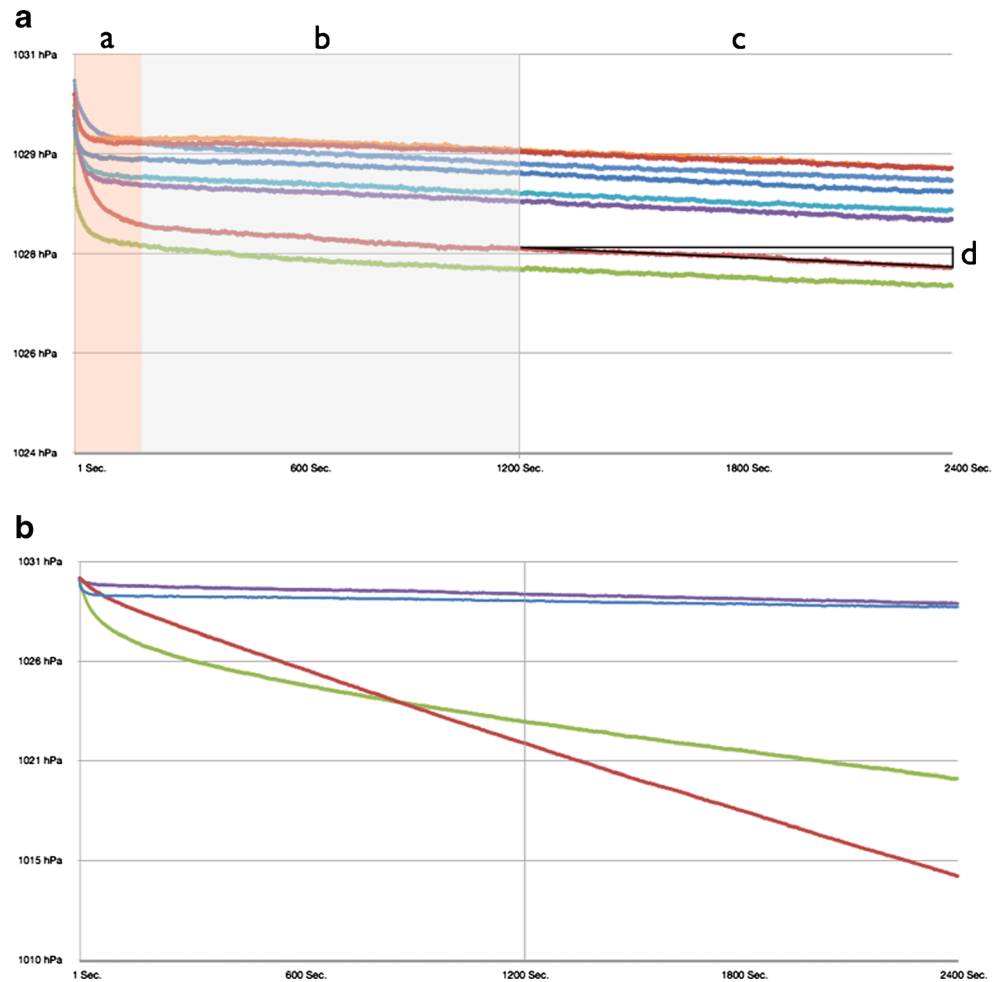 a
a b c
1031 hPa
1029 hPa
1028 hPa
d
1026 hPa
1024 hPa
1 Sec. 600 Sec. 1200 Sec. 1800 Sec. 2400 Sec.
b
1031 hPa
1026 hPa
1021 hPa
1015 hPa
1010 hPa
1 Sec. 600 Sec. 1200 Sec. 1800 Sec. 2400 Sec.